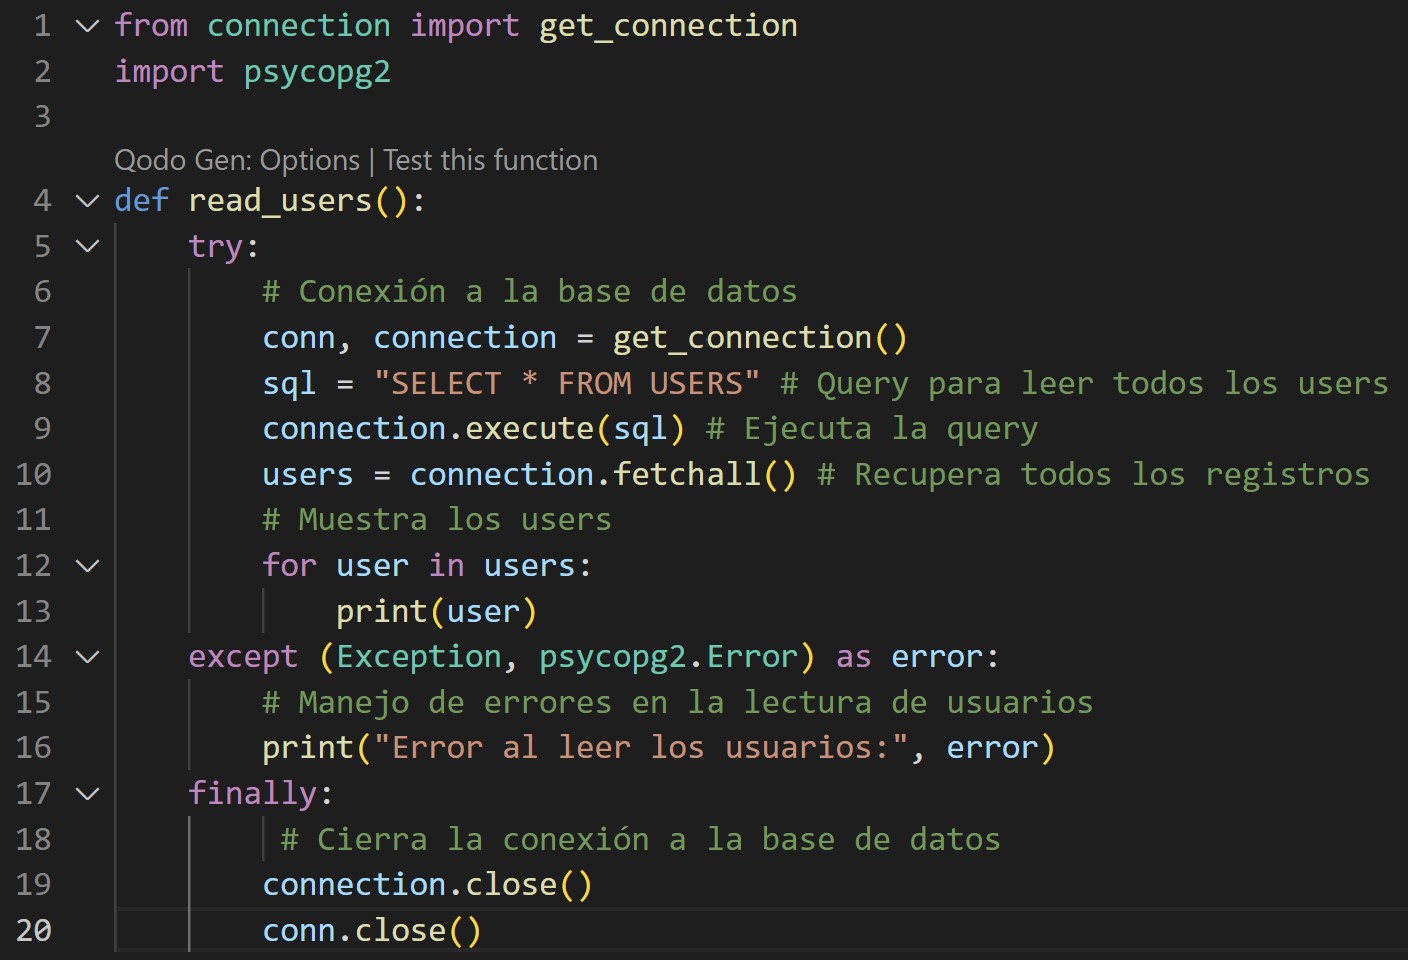 1 from connection import get_connection
2 import psycopg2
3
Qodo Gen: Options | Test this function
4 def read_users():
5     try:
6         # Conexión a la base de datos
7         conn, connection = get_connection()
8         sql = "SELECT * FROM USERS" # Query para leer todos los users
9         connection.execute(sql) # Ejecuta la query
10         users = connection.fetchall() # Recupera todos los registros
11         # Muestra los users
12         for user in users:
13             print(user)
14     except (Exception, psycopg2.Error) as error:
15         # Manejo de errores en la lectura de usuarios
16         print("Error al leer los usuarios:", error)
17     finally:
18          # Cierra la conexión a la base de datos
19         connection.close()
20         conn.close()